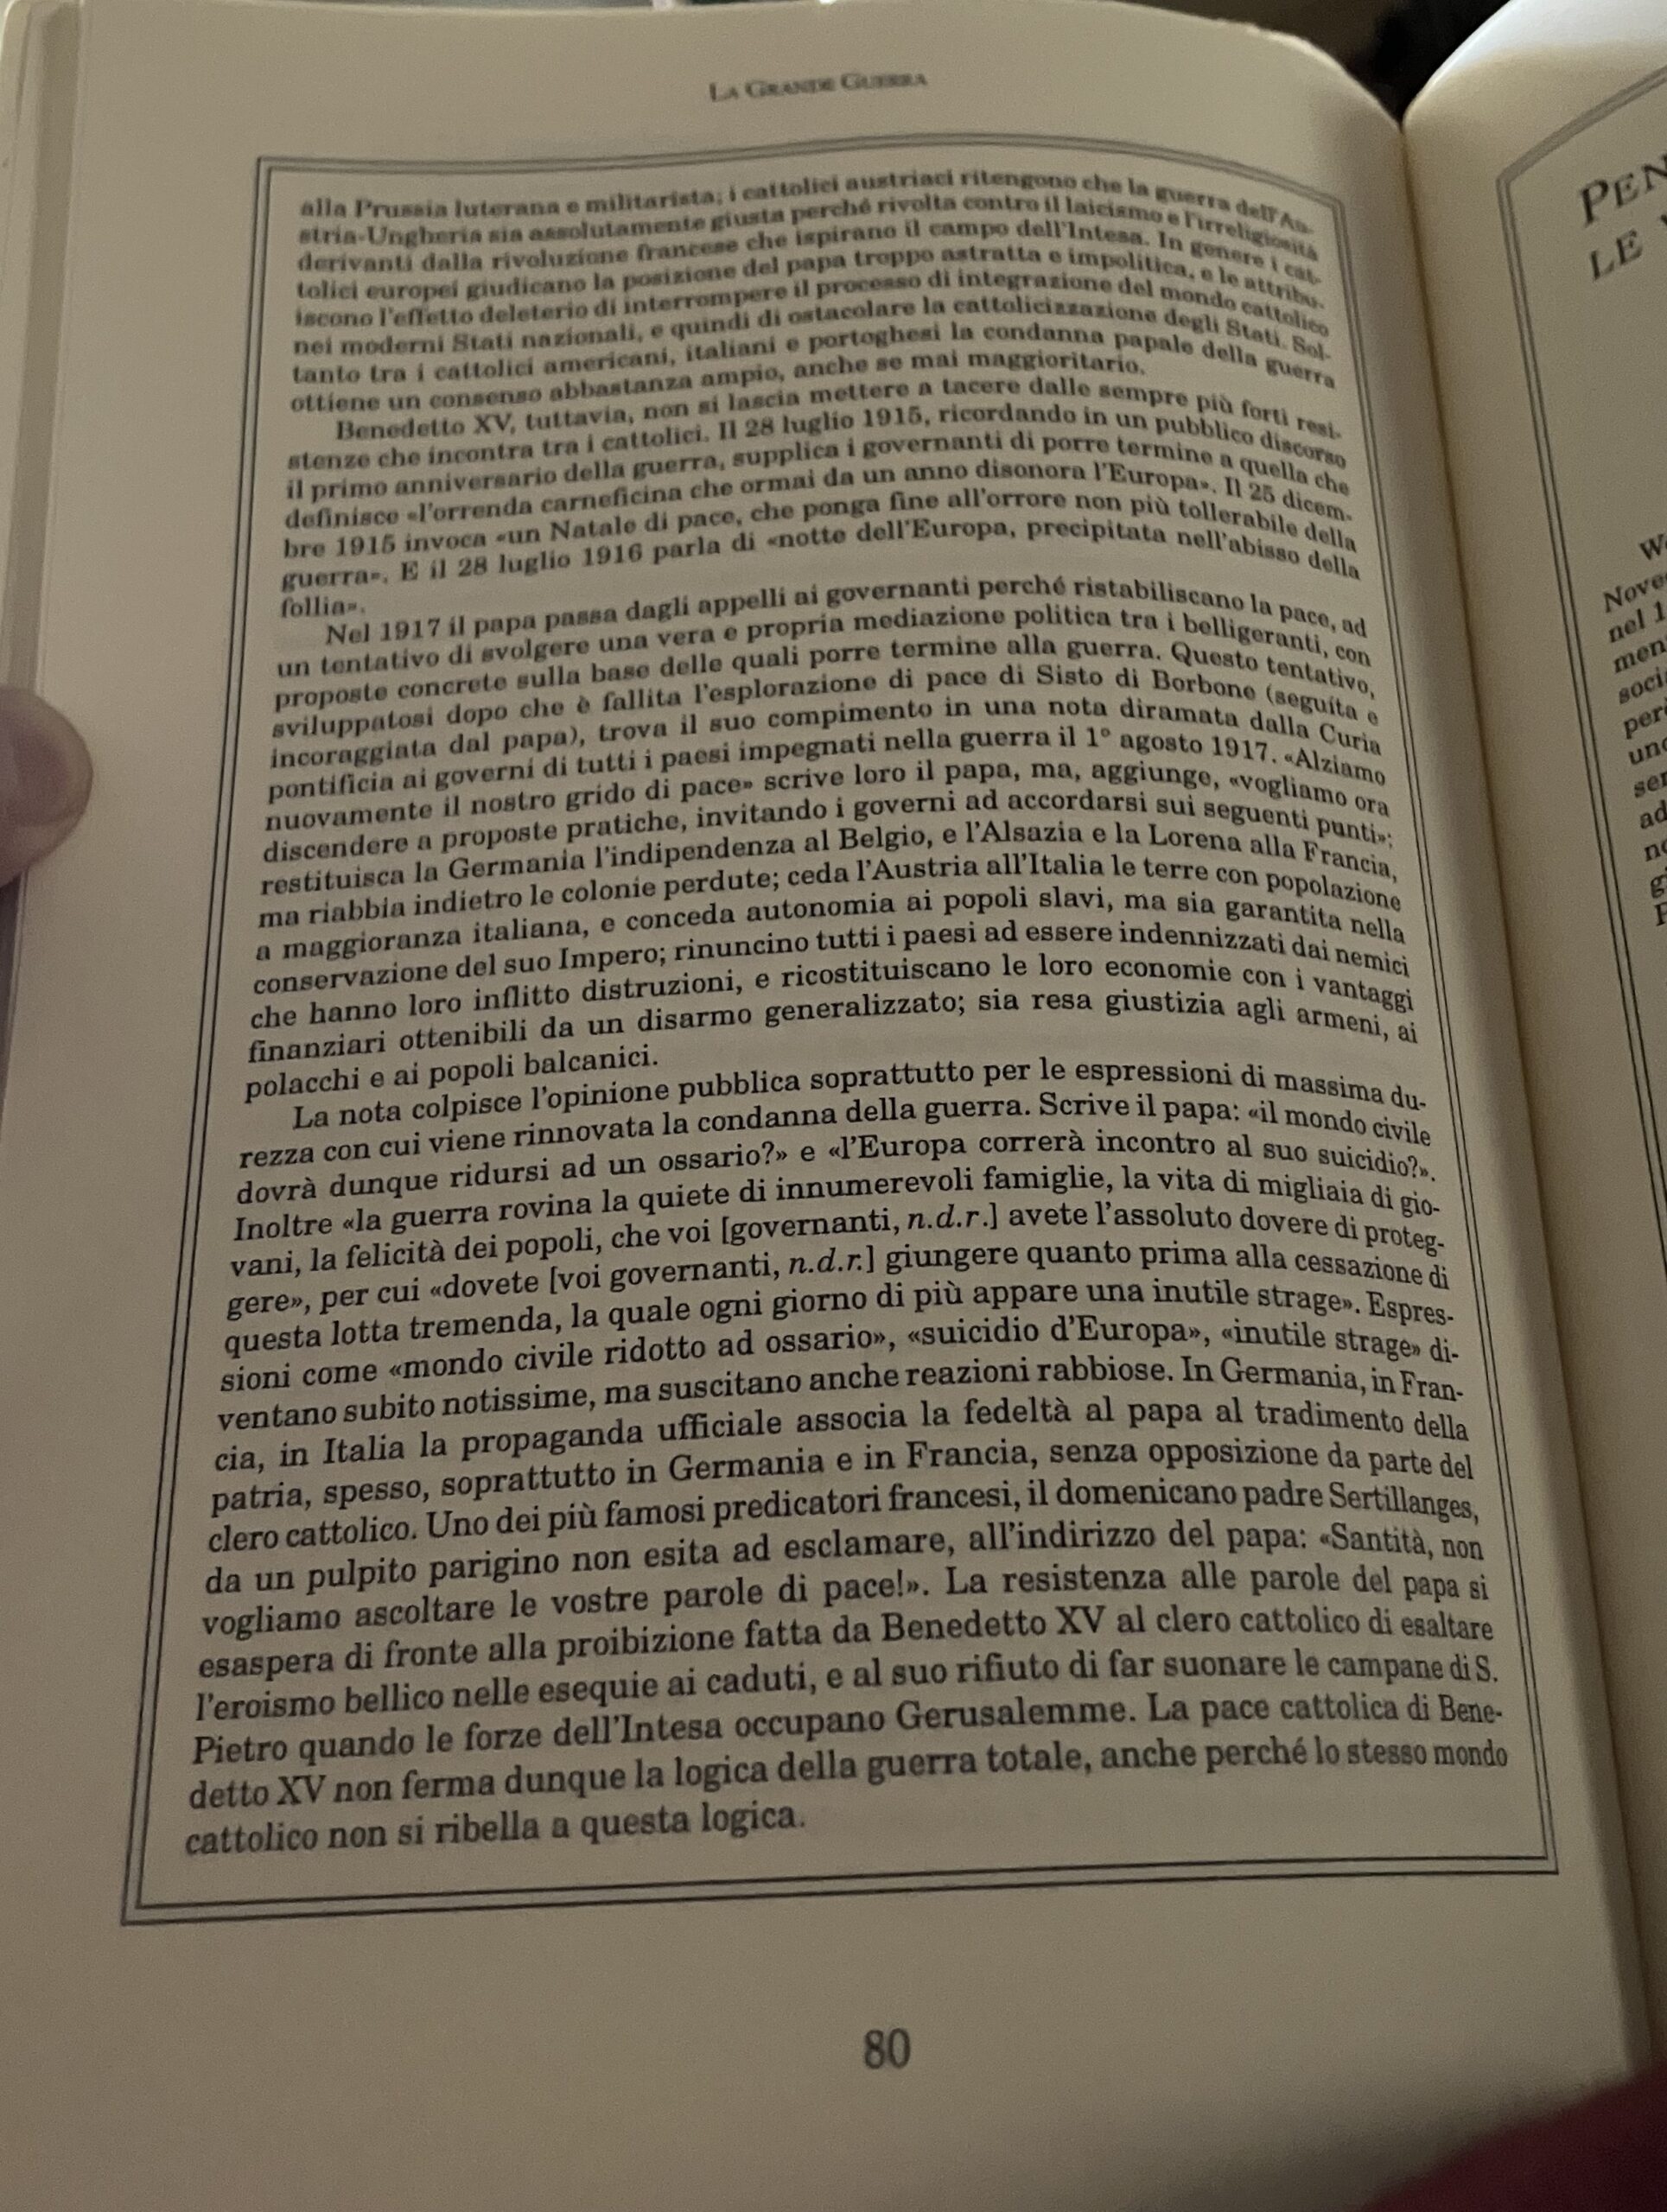 LA GRANDE GUERRA
alla Prussia luterana e militarista; i cattolici austriaci ritengono che la guerra dell'Au-
stria-Ungheria sia assolutamente giusta perché rivolta contro il laicismo e l'irreligiosità
derivanti dalla rivoluzione francese che ispirano il campo dell'Intesa. In genere i cat-
tolici europei giudicano la posizione del papa troppo astratta e impolitica, e le attribu-
iscono l'effetto deleterio di interrompere il processo di integrazione del mondo cattolico
nei moderni Stati nazionali, e quindi di ostacolare la cattolicizzazione degli Stati. Sol-
tanto tra i cattolici americani, italiani e portoghesi la condanna papale della guerra
ottiene un consenso abbastanza ampio, anche se mai maggioritario.
Benedetto XV, tuttavia, non si lascia mettere a tacere dalle sempre più forti resi-
stenze che incontra tra i cattolici. Il 28 luglio 1915, ricordando in un pubblico discorso
il primo anniversario della guerra, supplica i governanti di porre termine a quella che
definisce «l'orrenda carneficina che ormai da un anno disonora l'Europa». Il 25 dicem-
bre 1915 invoca «un Natale di pace, che ponga fine all'orrore non più tollerabile della
guerra». E il 28 luglio 1916 parla di «notte dell'Europa, precipitata nell'abisso della
follia».
Nel 1917 il papa passa dagli appelli ai governanti perché ristabiliscano la pace, ad
un tentativo di svolgere una vera e propria mediazione politica tra i belligeranti, con
proposte concrete sulla base delle quali porre termine alla guerra. Questo tentativo,
sviluppatosi dopo che è fallita l'esplorazione di pace di Sisto di Borbone (seguita e
incoraggiata dal papa), trova il suo compimento in una nota diramata dalla Curia
pontificia ai governi di tutti i paesi impegnati nella guerra il 1° agosto 1917. «Alziamo
nuovamente il nostro grido di pace» scrive loro il papa, ma, aggiunge, «vogliamo ora
discendere a proposte pratiche, invitando i governi ad accordarsi sui seguenti punti»:
restituisca la Germania l'indipendenza al Belgio, e l'Alsazia e la Lorena alla Francia,
ma riabbia indietro le colonie perdute; ceda l'Austria all'Italia le terre con popolazione
a maggioranza italiana, e conceda autonomia ai popoli slavi, ma sia garantita nella
conservazione del suo Impero; rinuncino tutti i paesi ad essere indennizzati dai nemici
che hanno loro inflitto distruzioni, e ricostituiscano le loro economie con i vantaggi
finanziari ottenibili da un disarmo generalizzato; sia resa giustizia agli armeni, ai
polacchi e ai popoli balcanici.
La nota colpisce l'opinione pubblica soprattutto per le espressioni di massima du-
rezza con cui viene rinnovata la condanna della guerra. Scrive il papa: «il mondo civile
dovrà dunque ridursi ad un ossario?» e «l'Europa correrà incontro al suo suicidio?».
Inoltre «la guerra rovina la quiete di innumerevoli famiglie, la vita di migliaia di gio-
vani, la felicità dei popoli, che voi [governanti, n.d.r.] avete l'assoluto dovere di proteg-
gere», per cui «dovete [voi governanti, n.d.r.] giungere quanto prima alla cessazione di
questa lotta tremenda, la quale ogni giorno di più appare una inutile strage». Espres-
sioni come «mondo civile ridotto ad ossario», «suicidio d'Europa», «inutile strage» di-
ventano subito notissime, ma suscitano anche reazioni rabbiose. In Germania, in Fran-
cia, in Italia la propaganda ufficiale associa la fedeltà al papa al tradimento della
patria, spesso, soprattutto in Germania e in Francia, senza opposizione da parte del
clero cattolico. Uno dei più famosi predicatori francesi, il domenicano padre Sertillanges,
da un pulpito parigino non esita ad esclamare, all'indirizzo del papa: «Santità, non
vogliamo ascoltare le vostre parole di pace!». La resistenza alle parole del papa si
esaspera di fronte alla proibizione fatta da Benedetto XV al clero cattolico di esaltare
l'eroismo bellico nelle esequie ai caduti, e al suo rifiuto di far suonare le campane di S.
Pietro quando le forze dell'Intesa occupano Gerusalemme. La pace cattolica di Bene-
detto XV non ferma dunque la logica della guerra totale, anche perché lo stesso mondo
cattolico non si ribella a questa logica.
80
PEN
LE
Nove
nel 1
men
soci
per
un
ser
ad